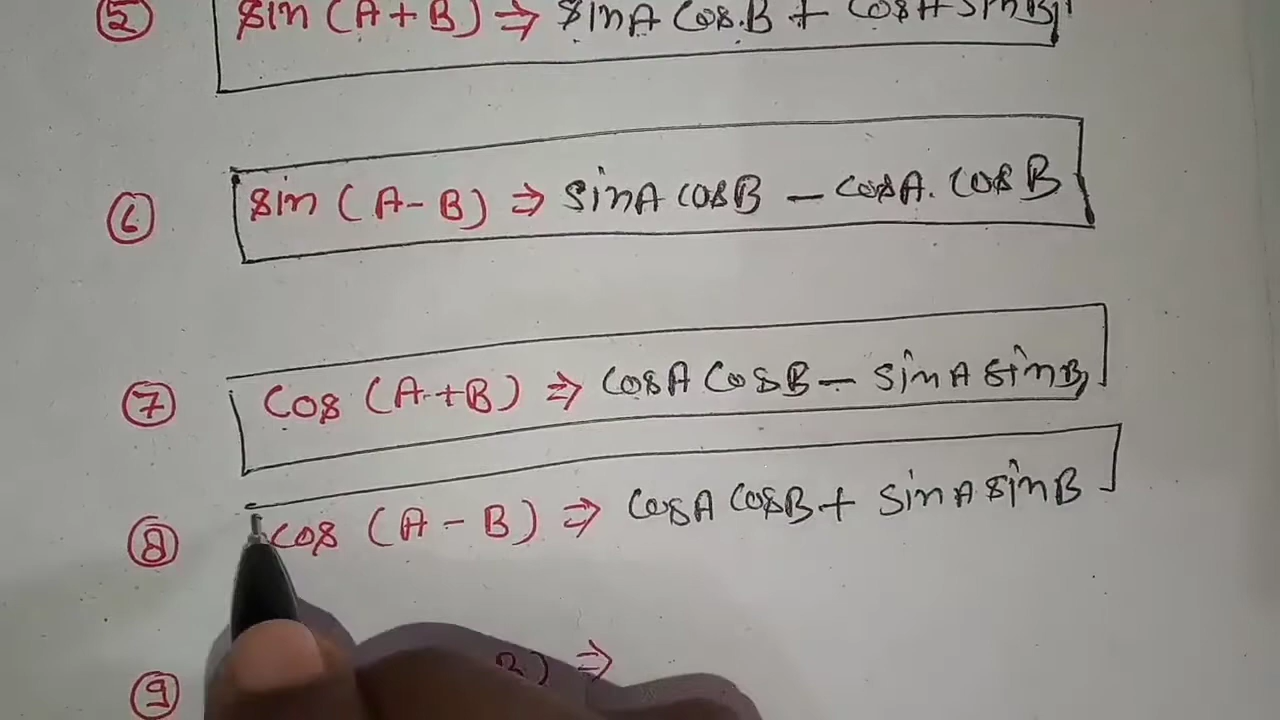 ⑤ sin (A+B) ⇒ sinA Cos.B + CosA sinB
⑥ sin (A-B) ⇒ sinA cosB - cosA. CosB
⑦ Cos (A+B) ⇒ CosA CosB - sinA sinB
⑧ cos (A-B) ⇒ CosA CosB + sinA sinB
⑨ B) ⇒